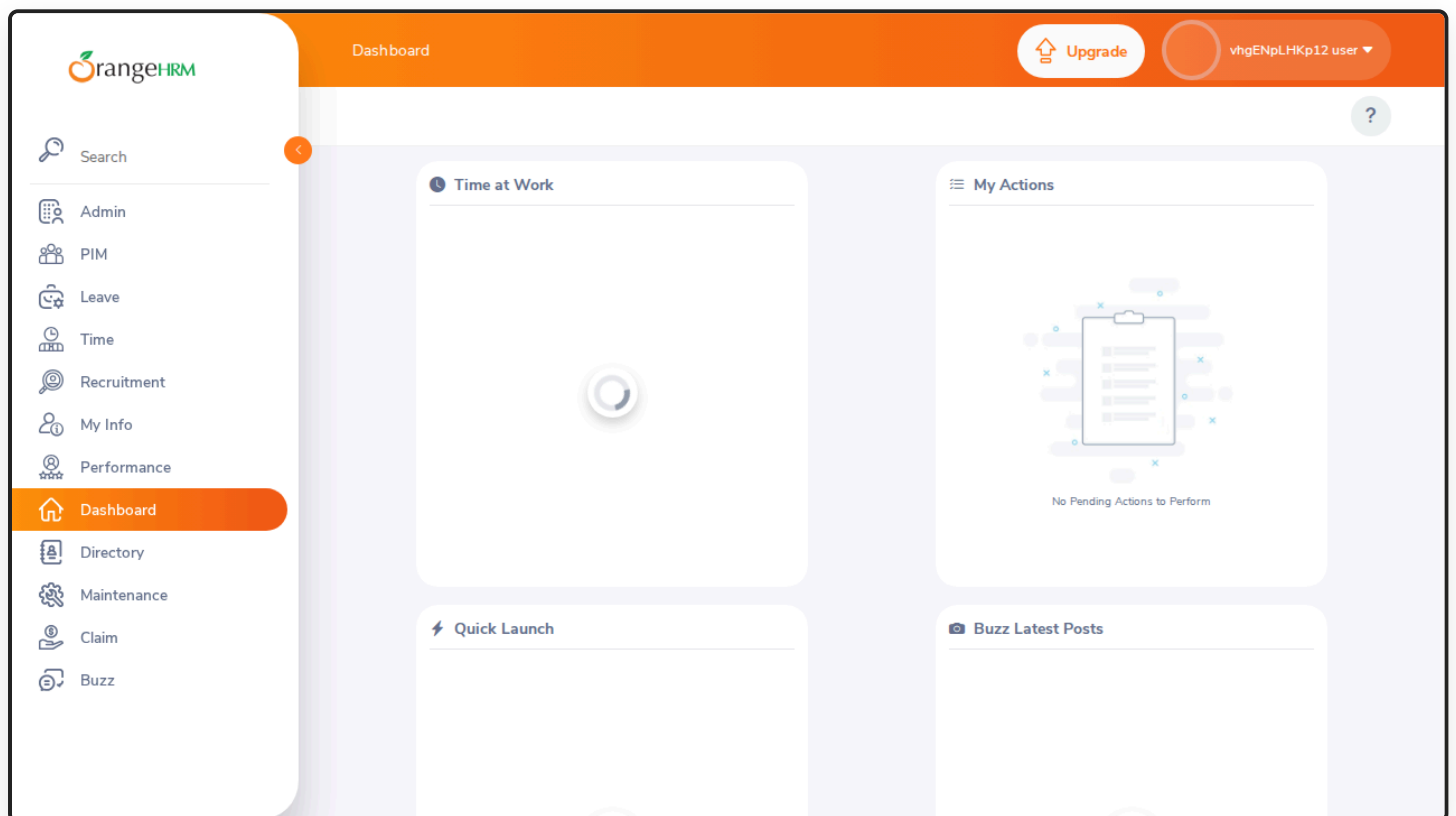 OrangeHRM
Dashboard
Upgrade
vhgENpLHKp12 user
?
Search
Admin
PIM
Leave
Time
Recruitment
My Info
Performance
Dashboard
Directory
Maintenance
Claim
Buzz
Time at Work
My Actions
No Pending Actions to Perform
Quick Launch
Buzz Latest Posts